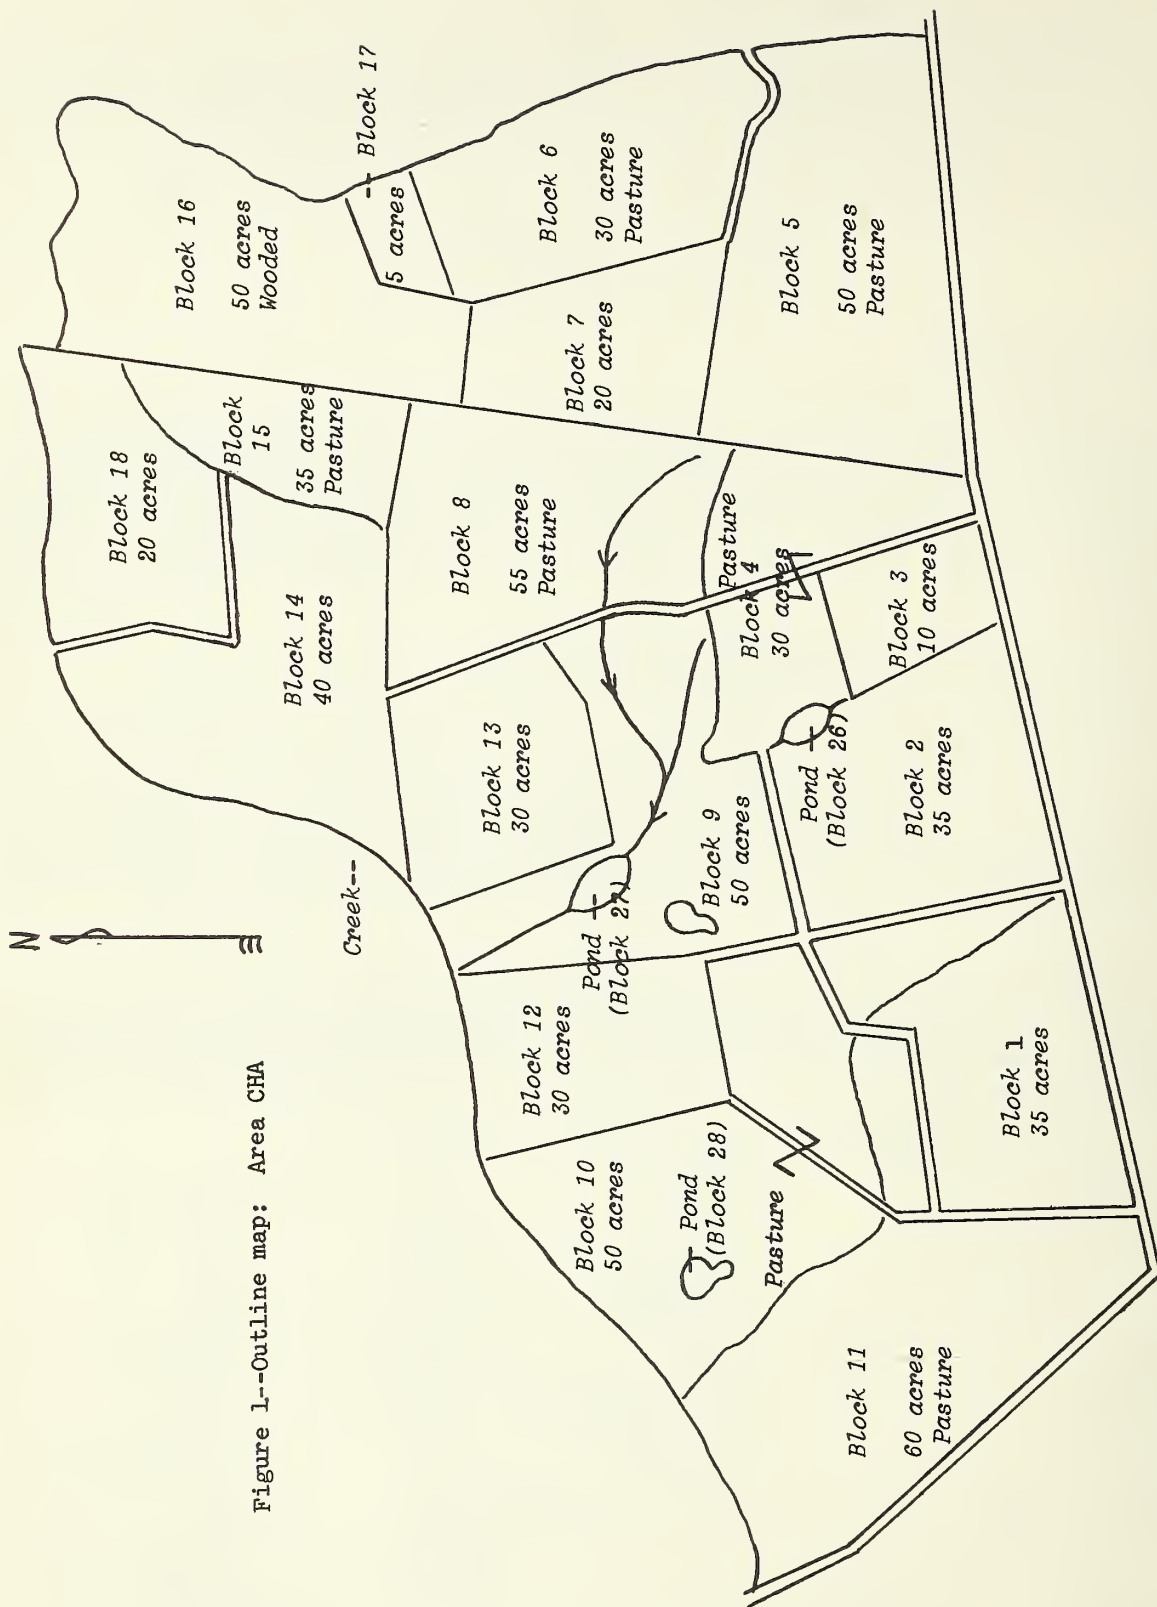 Figure 1.--Outline map: Area CHA
N
Creek--
Block 18
20 acres
Block 16
50 acres
Wooded
Block
15
35 acres
Pasture
-- Block 17
5 acres
Block 14
40 acres
Block 8
55 acres
Pasture
Block 6
30 acres
Pasture
Block 7
20 acres
Block 13
30 acres
Block 12
30 acres
Pond --
(Block 27)
Block 10
50 acres
Pond
(Block 28)
Pasture
Block 9
50 acres
Pasture
Block 4
30 acres
Block 5
50 acres
Pasture
Pond --
(Block 26)
Block 3
10 acres
Block 2
35 acres
Block 1
35 acres
Block 11
60 acres
Pasture